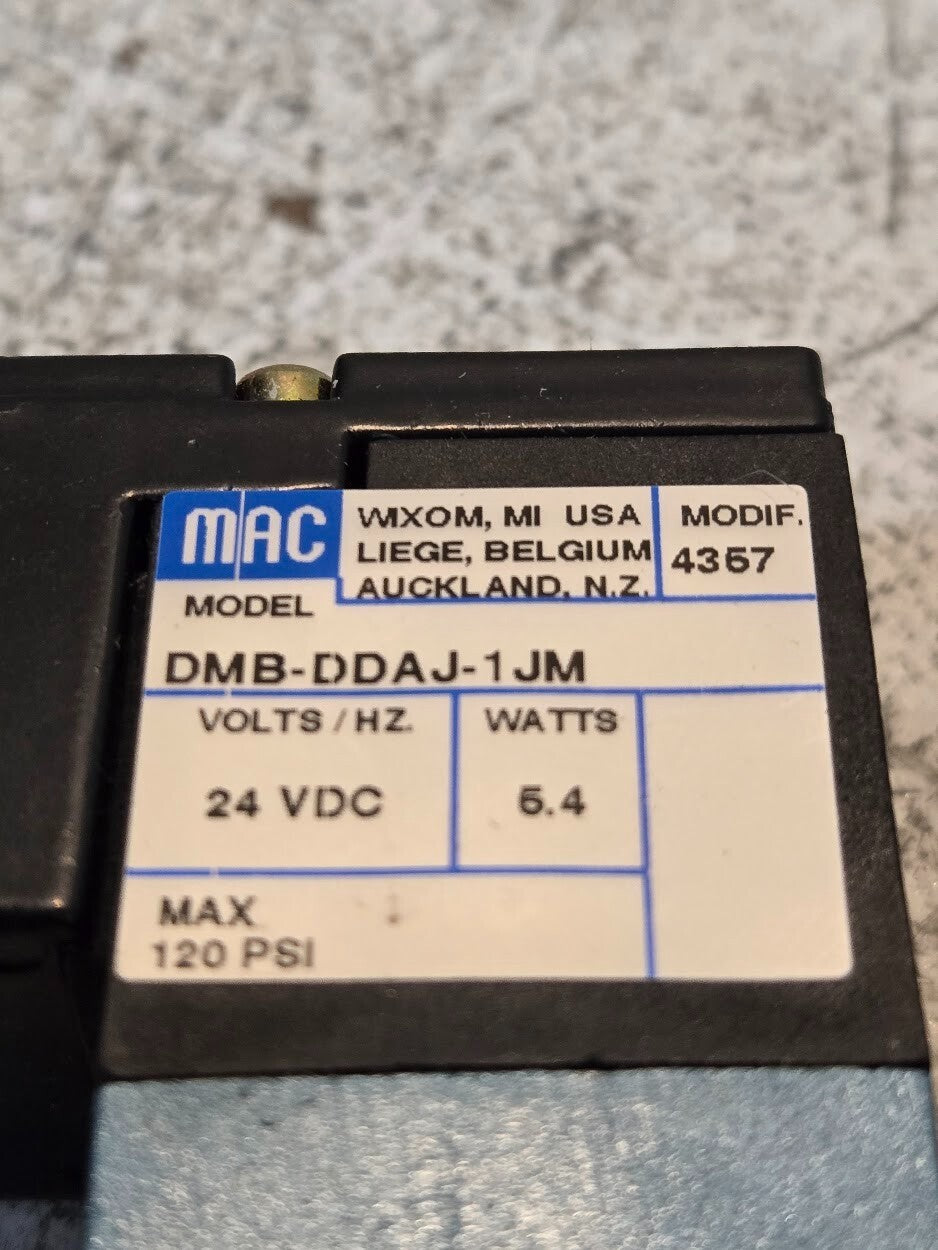 MAC
WIXOM, MI USA
LIEGE, BELGIUM
AUCKLAND, N.Z.
MODIF.
4357
MODEL
DMB-DDAJ-1JM
VOLTS / HZ.
24 VDC
WATTS
5.4
MAX
120 PSI